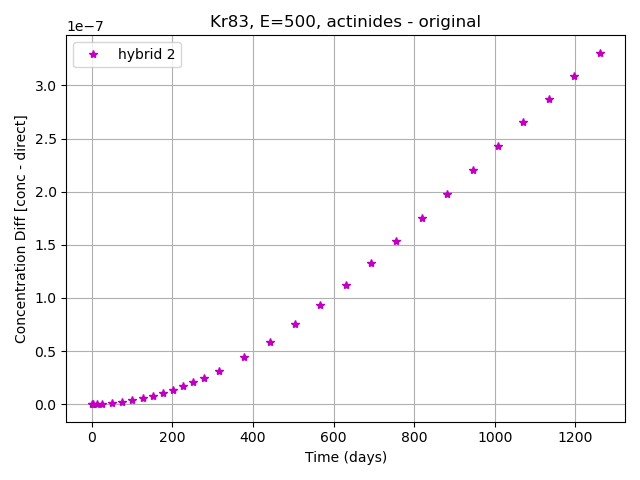 Kr83, E=500, actinides - original
1e−7
hybrid 2
3.0
2.5
2.0
1.5
1.0
0.5
0.0
Concentration Diff [conc - direct]
0 200 400 600 800 1000 1200
Time (days)